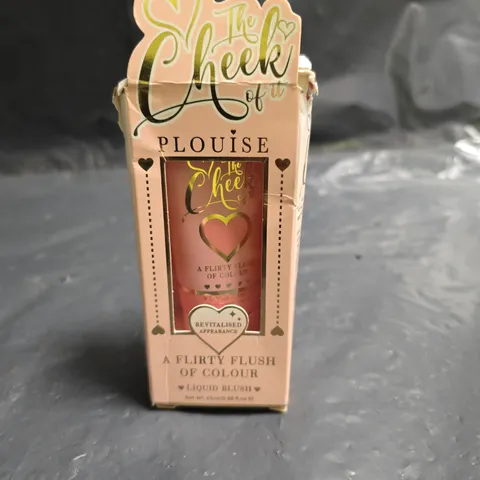 The
Cheek
of it
PLOUISE
The
Cheek
A FLIRTY FLUSH
OF COLOUR
REVITALISED
APPEARANCE
A FLIRTY FLUSH
OF COLOUR
LIQUID BLUSH